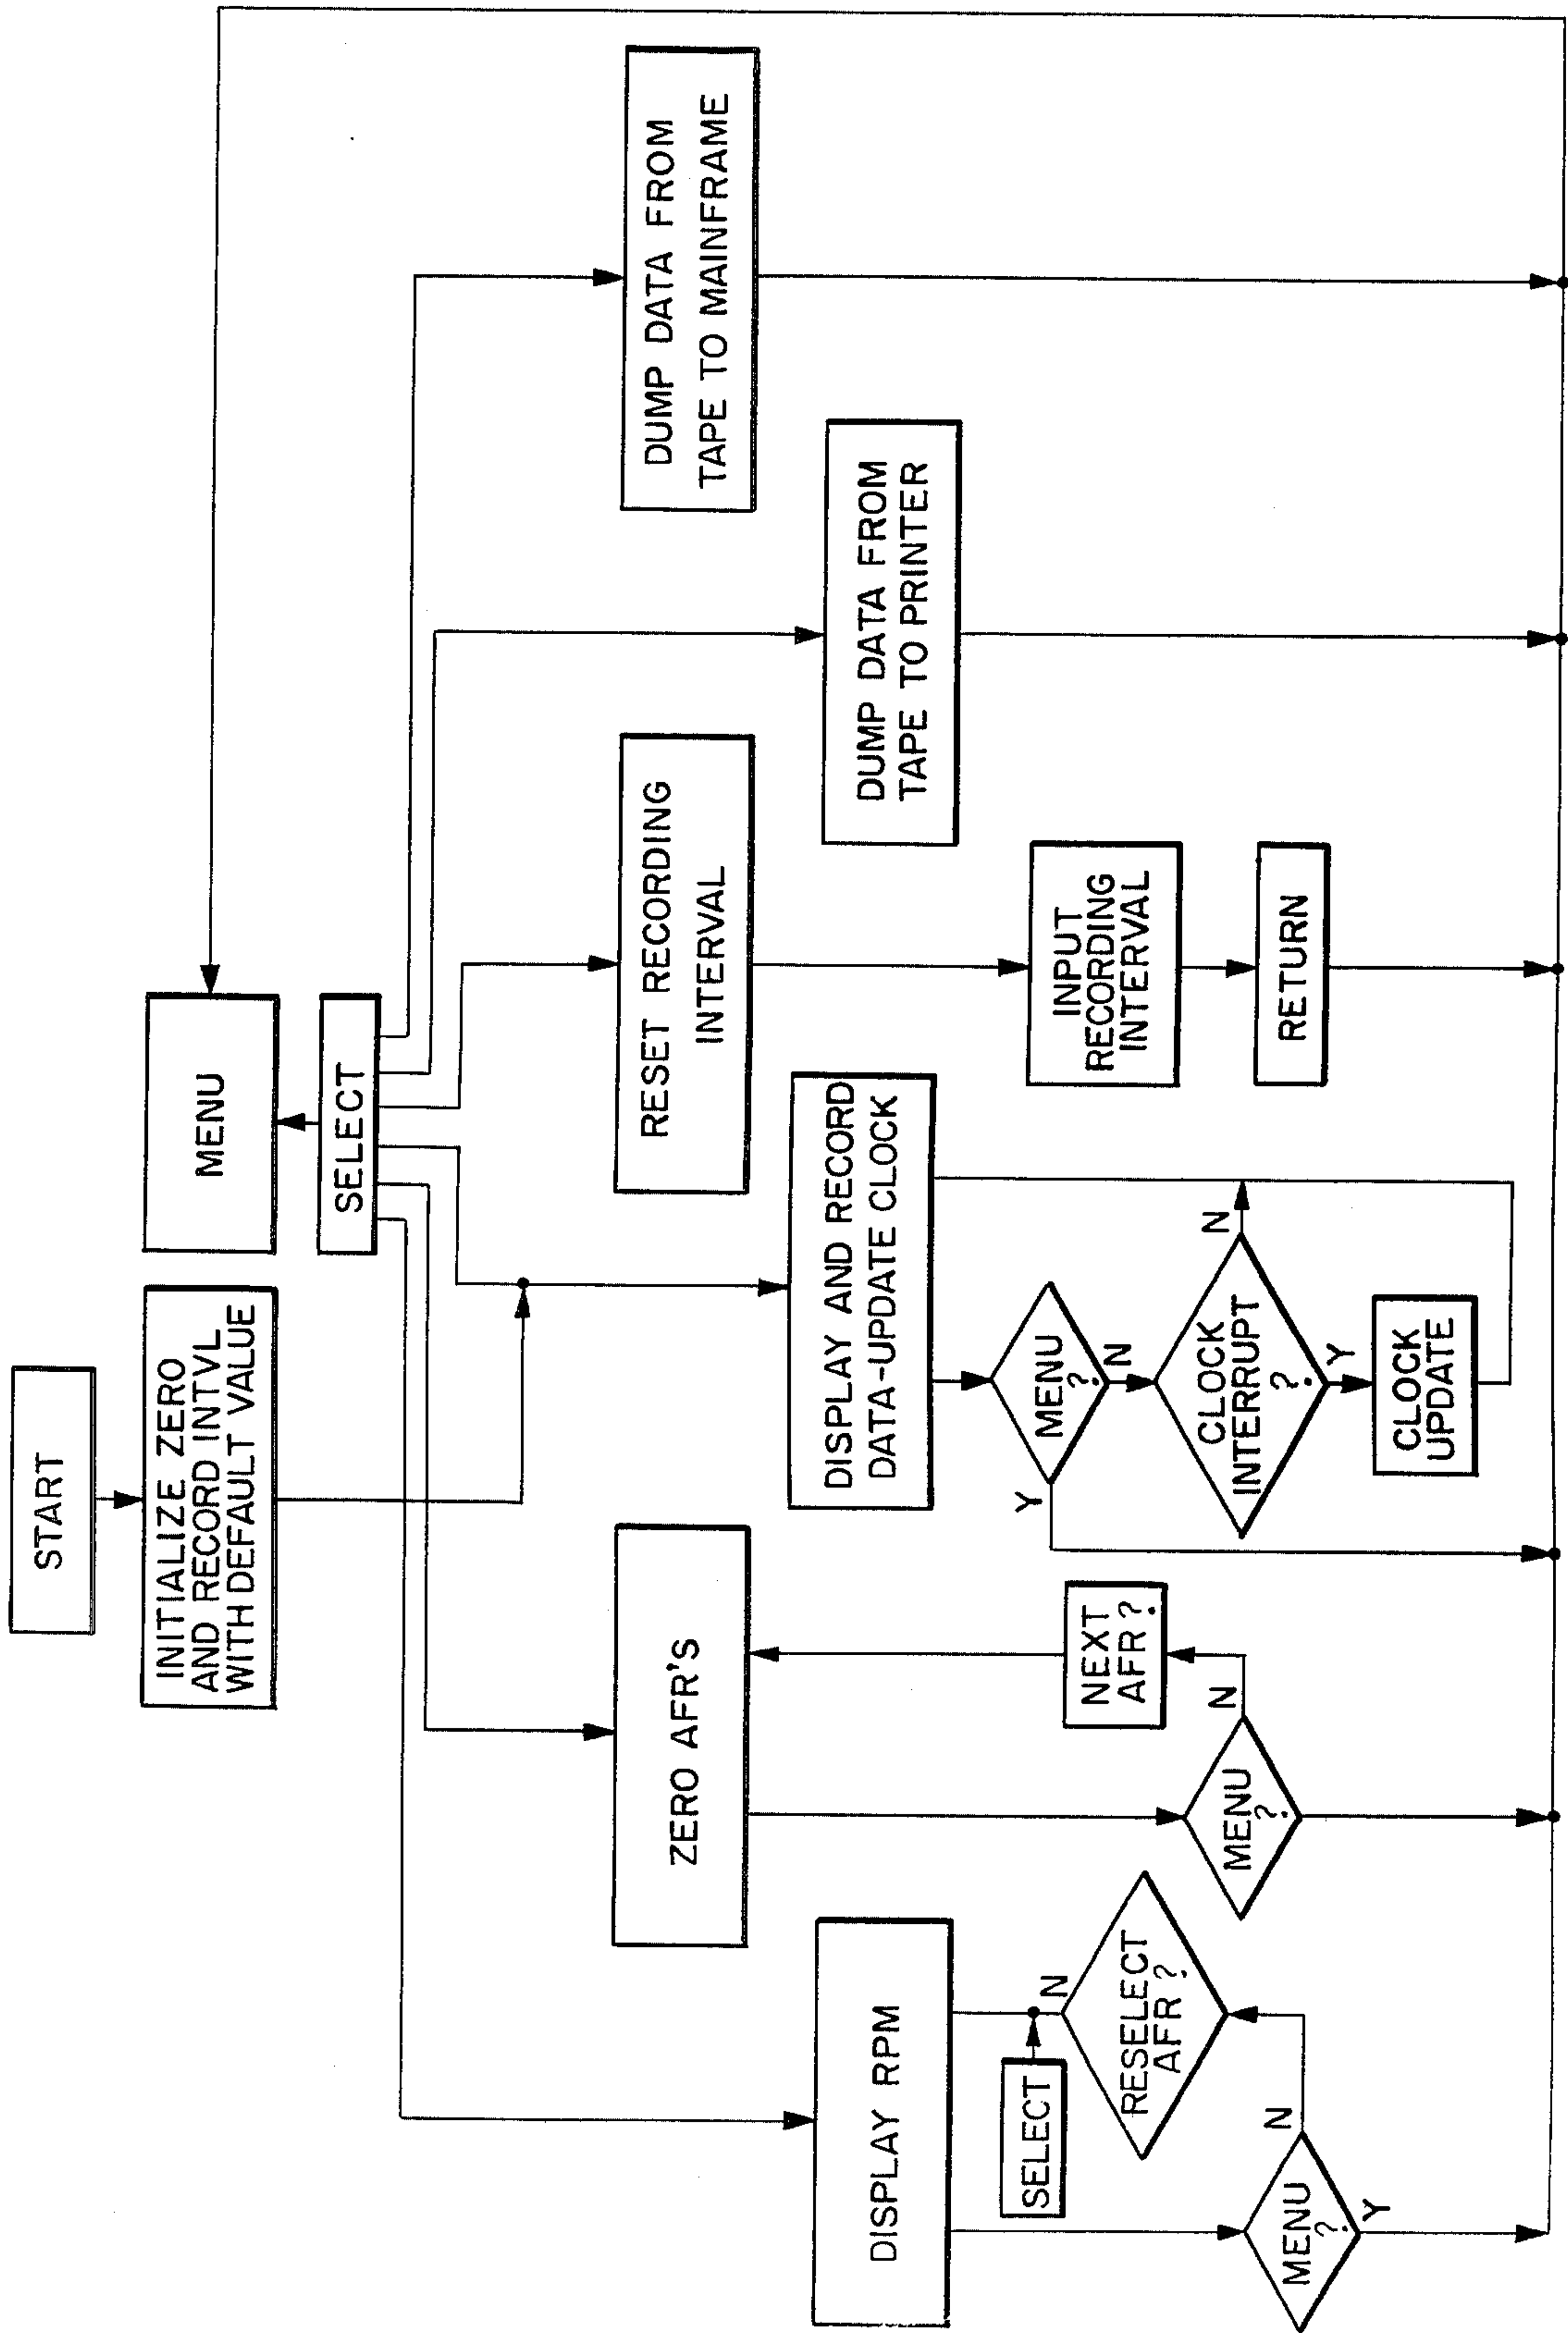 START
INITIALIZE ZERO
AND RECORD INTVL
WITH DEFAULT VALUE
MENU
SELECT
DISPLAY RPM
MENU
?
Y
N
RESELECT
AFR ?
N
SELECT
ZERO AFR'S
MENU
?
N
NEXT
AFR ?
DISPLAY AND RECORD
DATA-UPDATE CLOCK
MENU
?
Y
N
CLOCK
INTERRUPT
?
N
Y
CLOCK
UPDATE
RESET RECORDING
INTERVAL
INPUT
RECORDING
INTERVAL
RETURN
DUMP DATA FROM
TAPE TO PRINTER
DUMP DATA FROM
TAPE TO MAINFRAME